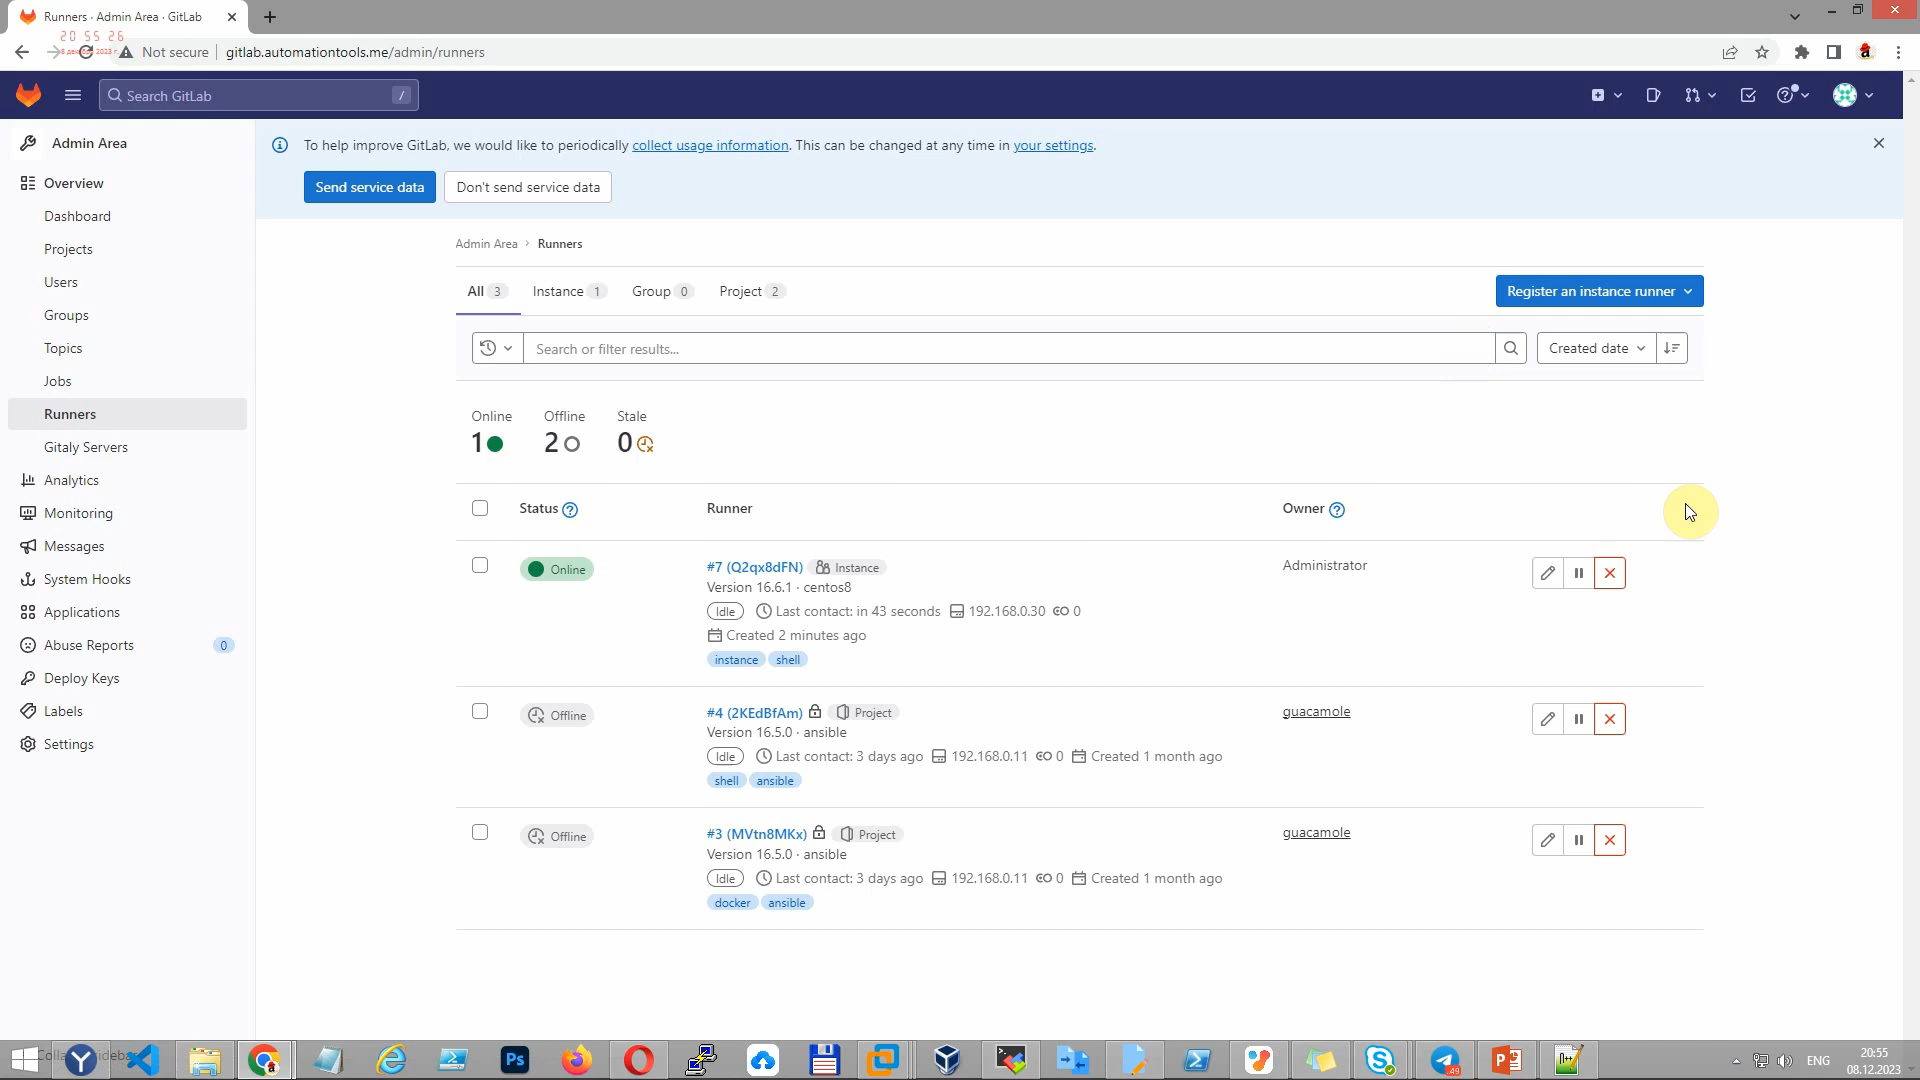 Runners · Admin Area · GitLab
20 55 26
8 декабря 2023 г.
Not secure
gitlab.automationtools.me/admin/runners
Search GitLab
/
Admin Area
Overview
Dashboard
Projects
Users
Groups
Topics
Jobs
Runners
Gitaly Servers
Analytics
Monitoring
Messages
System Hooks
Applications
Abuse Reports 0
Deploy Keys
Labels
Settings
To help improve GitLab, we would like to periodically collect usage information. This can be changed at any time in your settings.
Send service data Don't send service data
Admin Area › Runners
All 3 Instance 1 Group 0 Project 2
Register an instance runner
Search or filter results...
Created date
Online Offline Stale
1 2 0
Status Runner Owner
Online
#7 (Q2qx8dFN) Instance
Administrator
Version 16.6.1 · centos8
Idle Last contact: in 43 seconds 192.168.0.30 0
Created 2 minutes ago
instance shell
Offline
#4 (2KEdBfAm) Project
guacamole
Version 16.5.0 · ansible
Idle Last contact: 3 days ago 192.168.0.11 0 Created 1 month ago
shell ansible
Offline
#3 (MVtn8MKx) Project
guacamole
Version 16.5.0 · ansible
Idle Last contact: 3 days ago 192.168.0.11 0 Created 1 month ago
docker ansible
Ps
49
ENG
20:55
08.12.2023